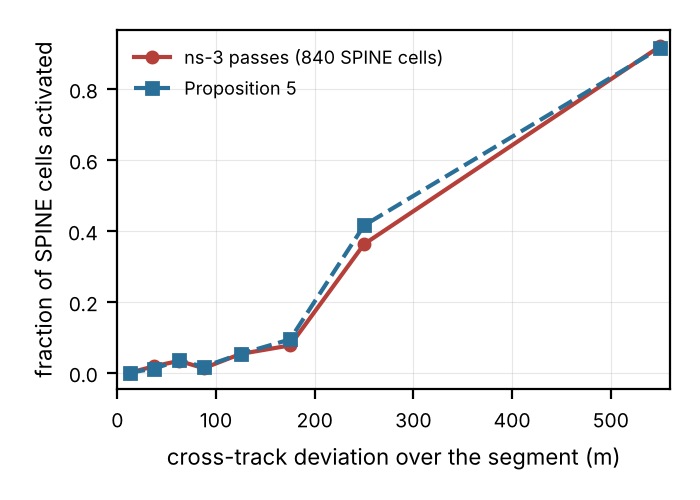 ns-3 passes (840 SPINE cells)
Proposition 5
fraction of SPINE cells activated
0.8
0.6
0.4
0.2
0.0
0 100 200 300 400 500
cross-track deviation over the segment (m)